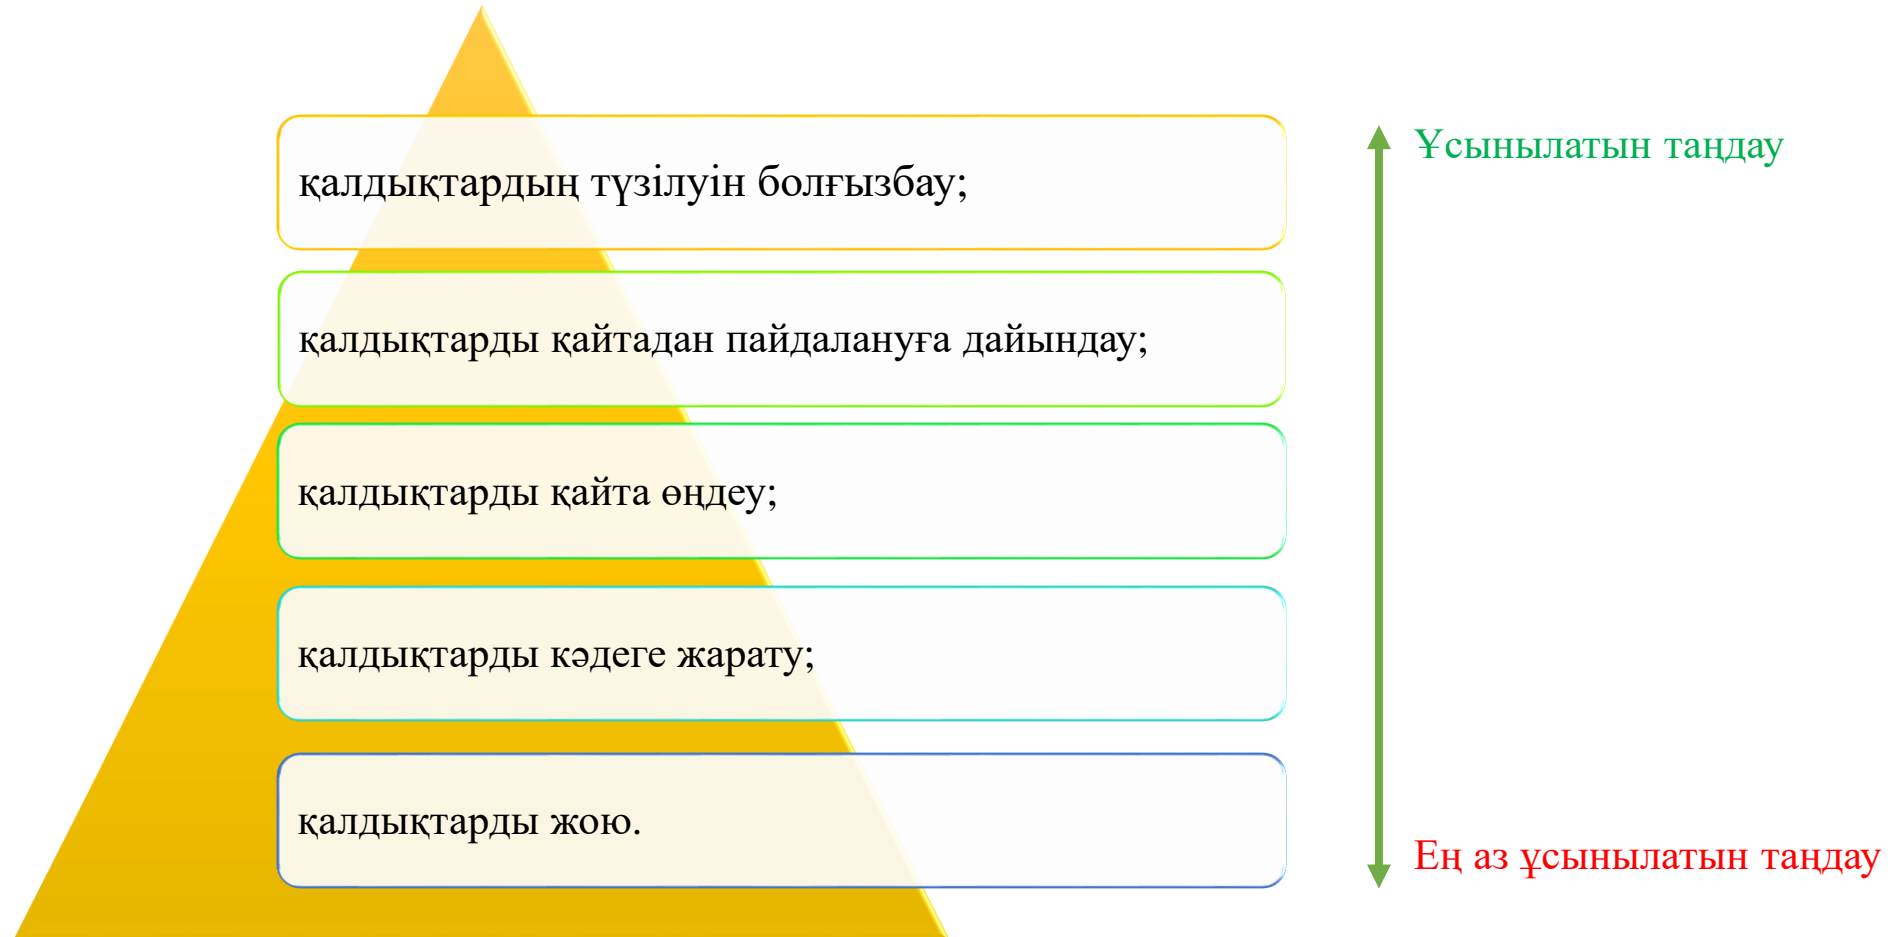 Ұсынылатын таңдау
қалдықтардың түзілуін болғызбау;
қалдықтарды қайтадан пайдалануға дайындау;
қалдықтарды қайта өңдеу;
қалдықтарды кәдеге жарату;
қалдықтарды жою.
Ең аз ұсынылатын таңдау